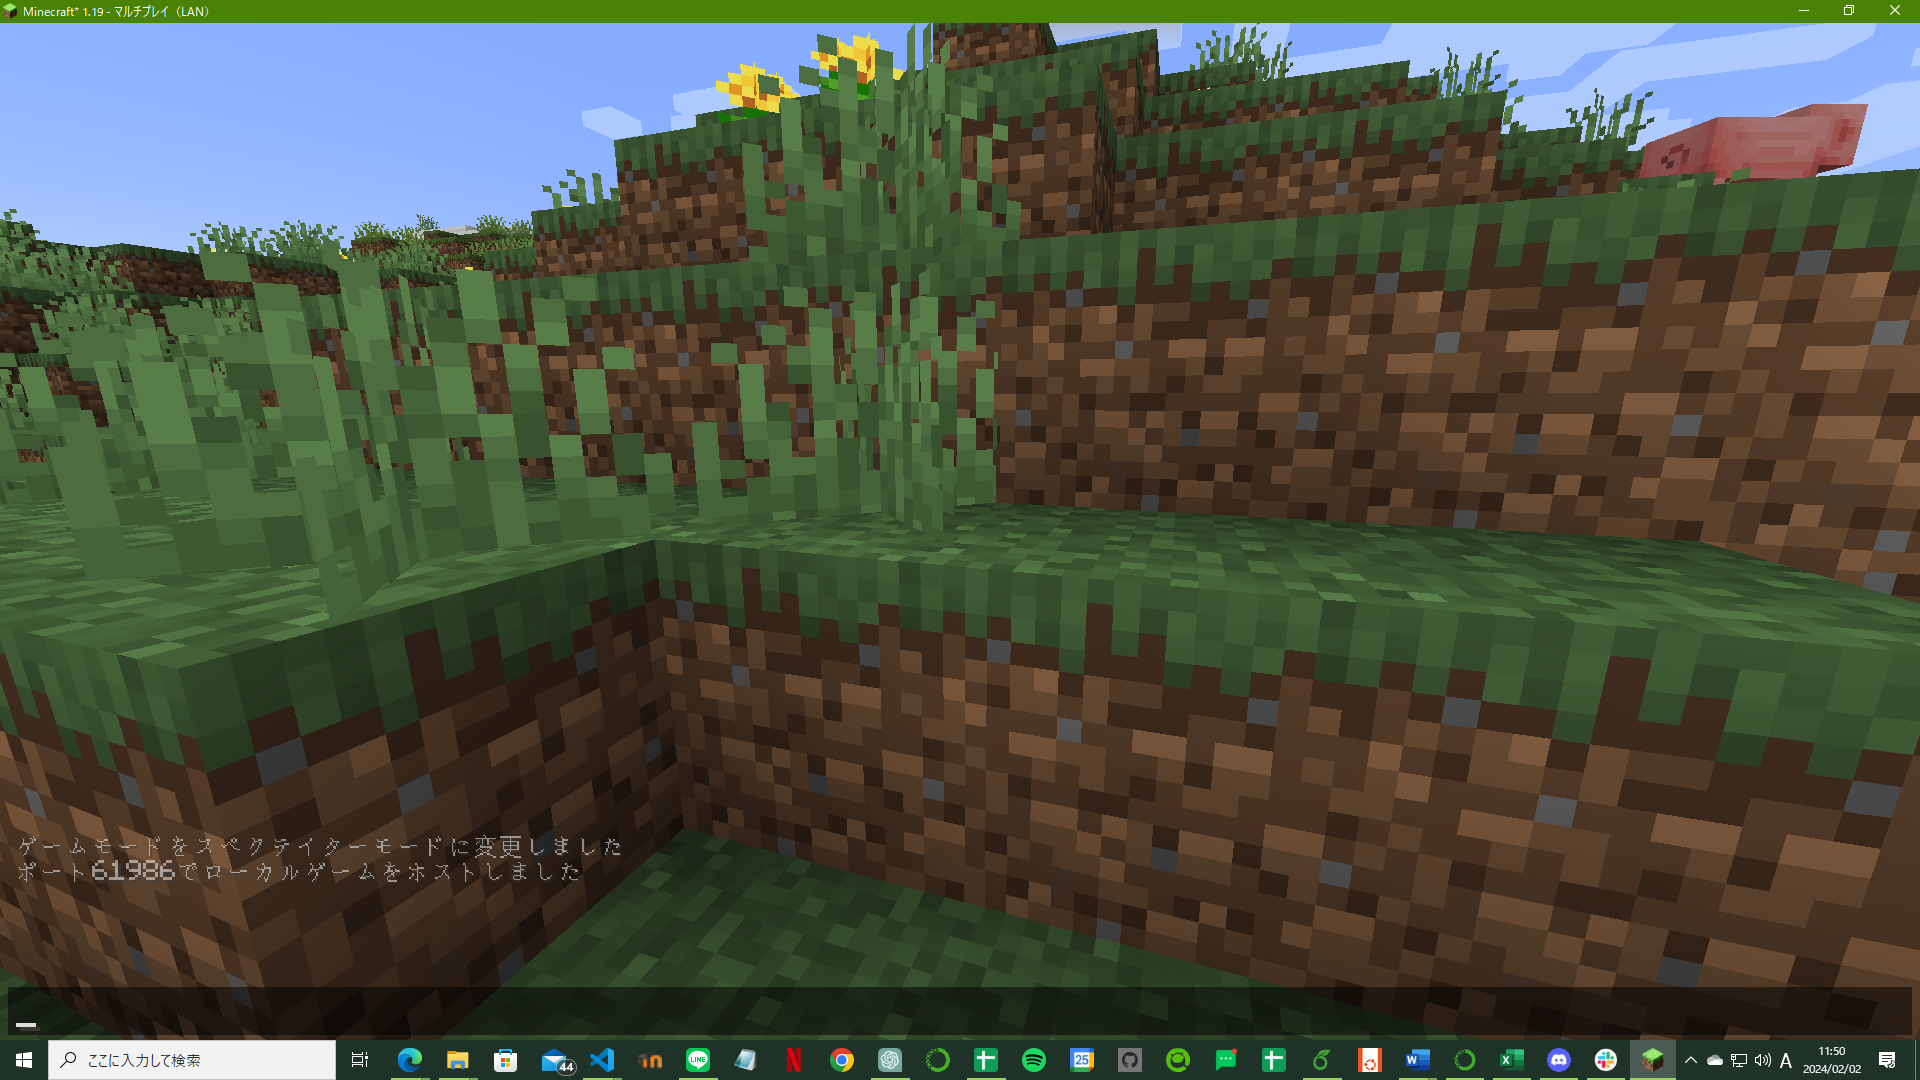 Minecraft* 1.19 - マルチプレイ（LAN）
ゲームモードをスペクテイターモードに変更しました
ポート61986でローカルゲームをホストしました
ここに入力して検索
44
in
LINE
N
25
W
X
A
11:50
2024/02/02